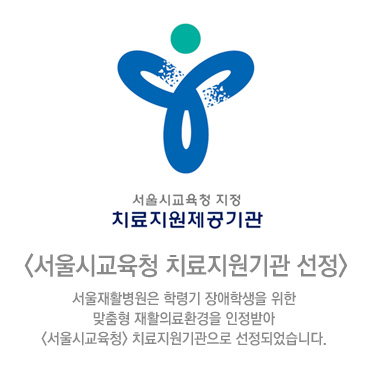 서울시교육청 지정
치료지원제공기관
<서울시교육청 치료지원기관 선정>
서울재활병원은 학령기 장애학생을 위한
맞춤형 재활의료환경을 인정받아
<서울시교육청> 치료지원기관으로 선정되었습니다.